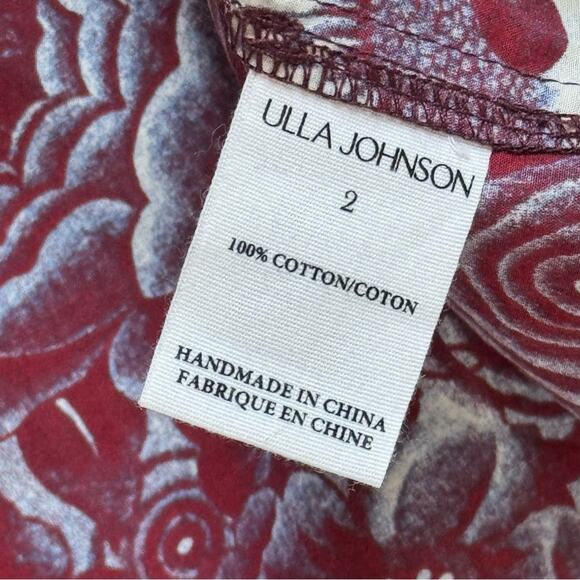 ULLA JOHNSON
2
100% COTTON/COTON
HANDMADE IN CHINA
FABRIQUE EN CHINE